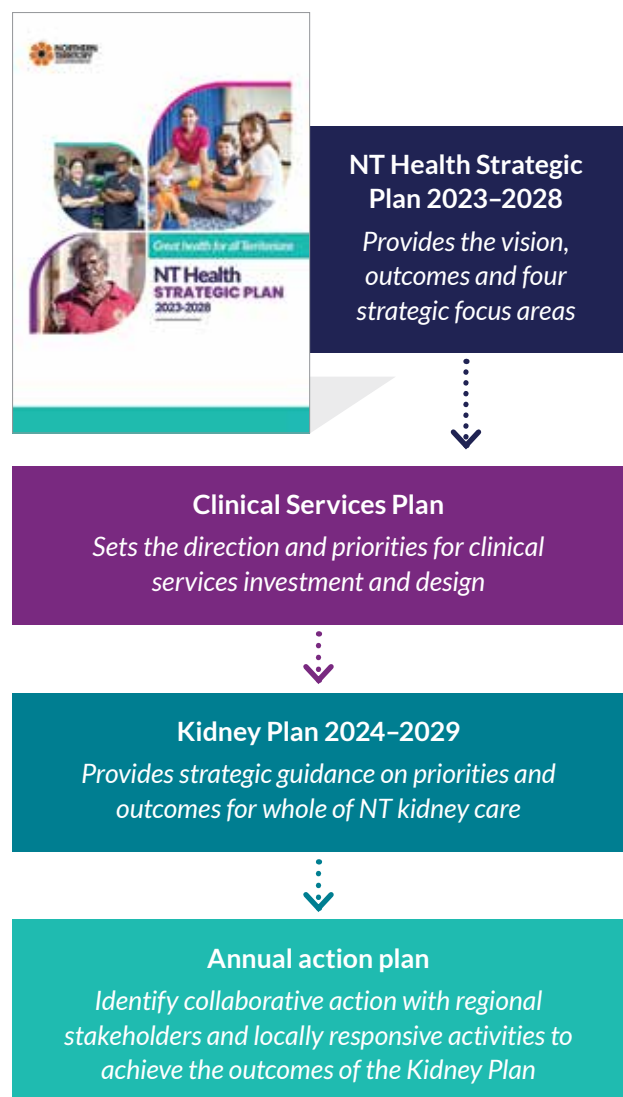 NORTHERN
TERRITORY
GOVERNMENT
Great health for all Territorians
NT Health
STRATEGIC PLAN
2023-2028
NT Health Strategic
Plan 2023–2028
Provides the vision,
outcomes and four
strategic focus areas
Clinical Services Plan
Sets the direction and priorities for clinical
services investment and design
Kidney Plan 2024–2029
Provides strategic guidance on priorities and
outcomes for whole of NT kidney care
Annual action plan
Identify collaborative action with regional
stakeholders and locally responsive activities to
achieve the outcomes of the Kidney Plan